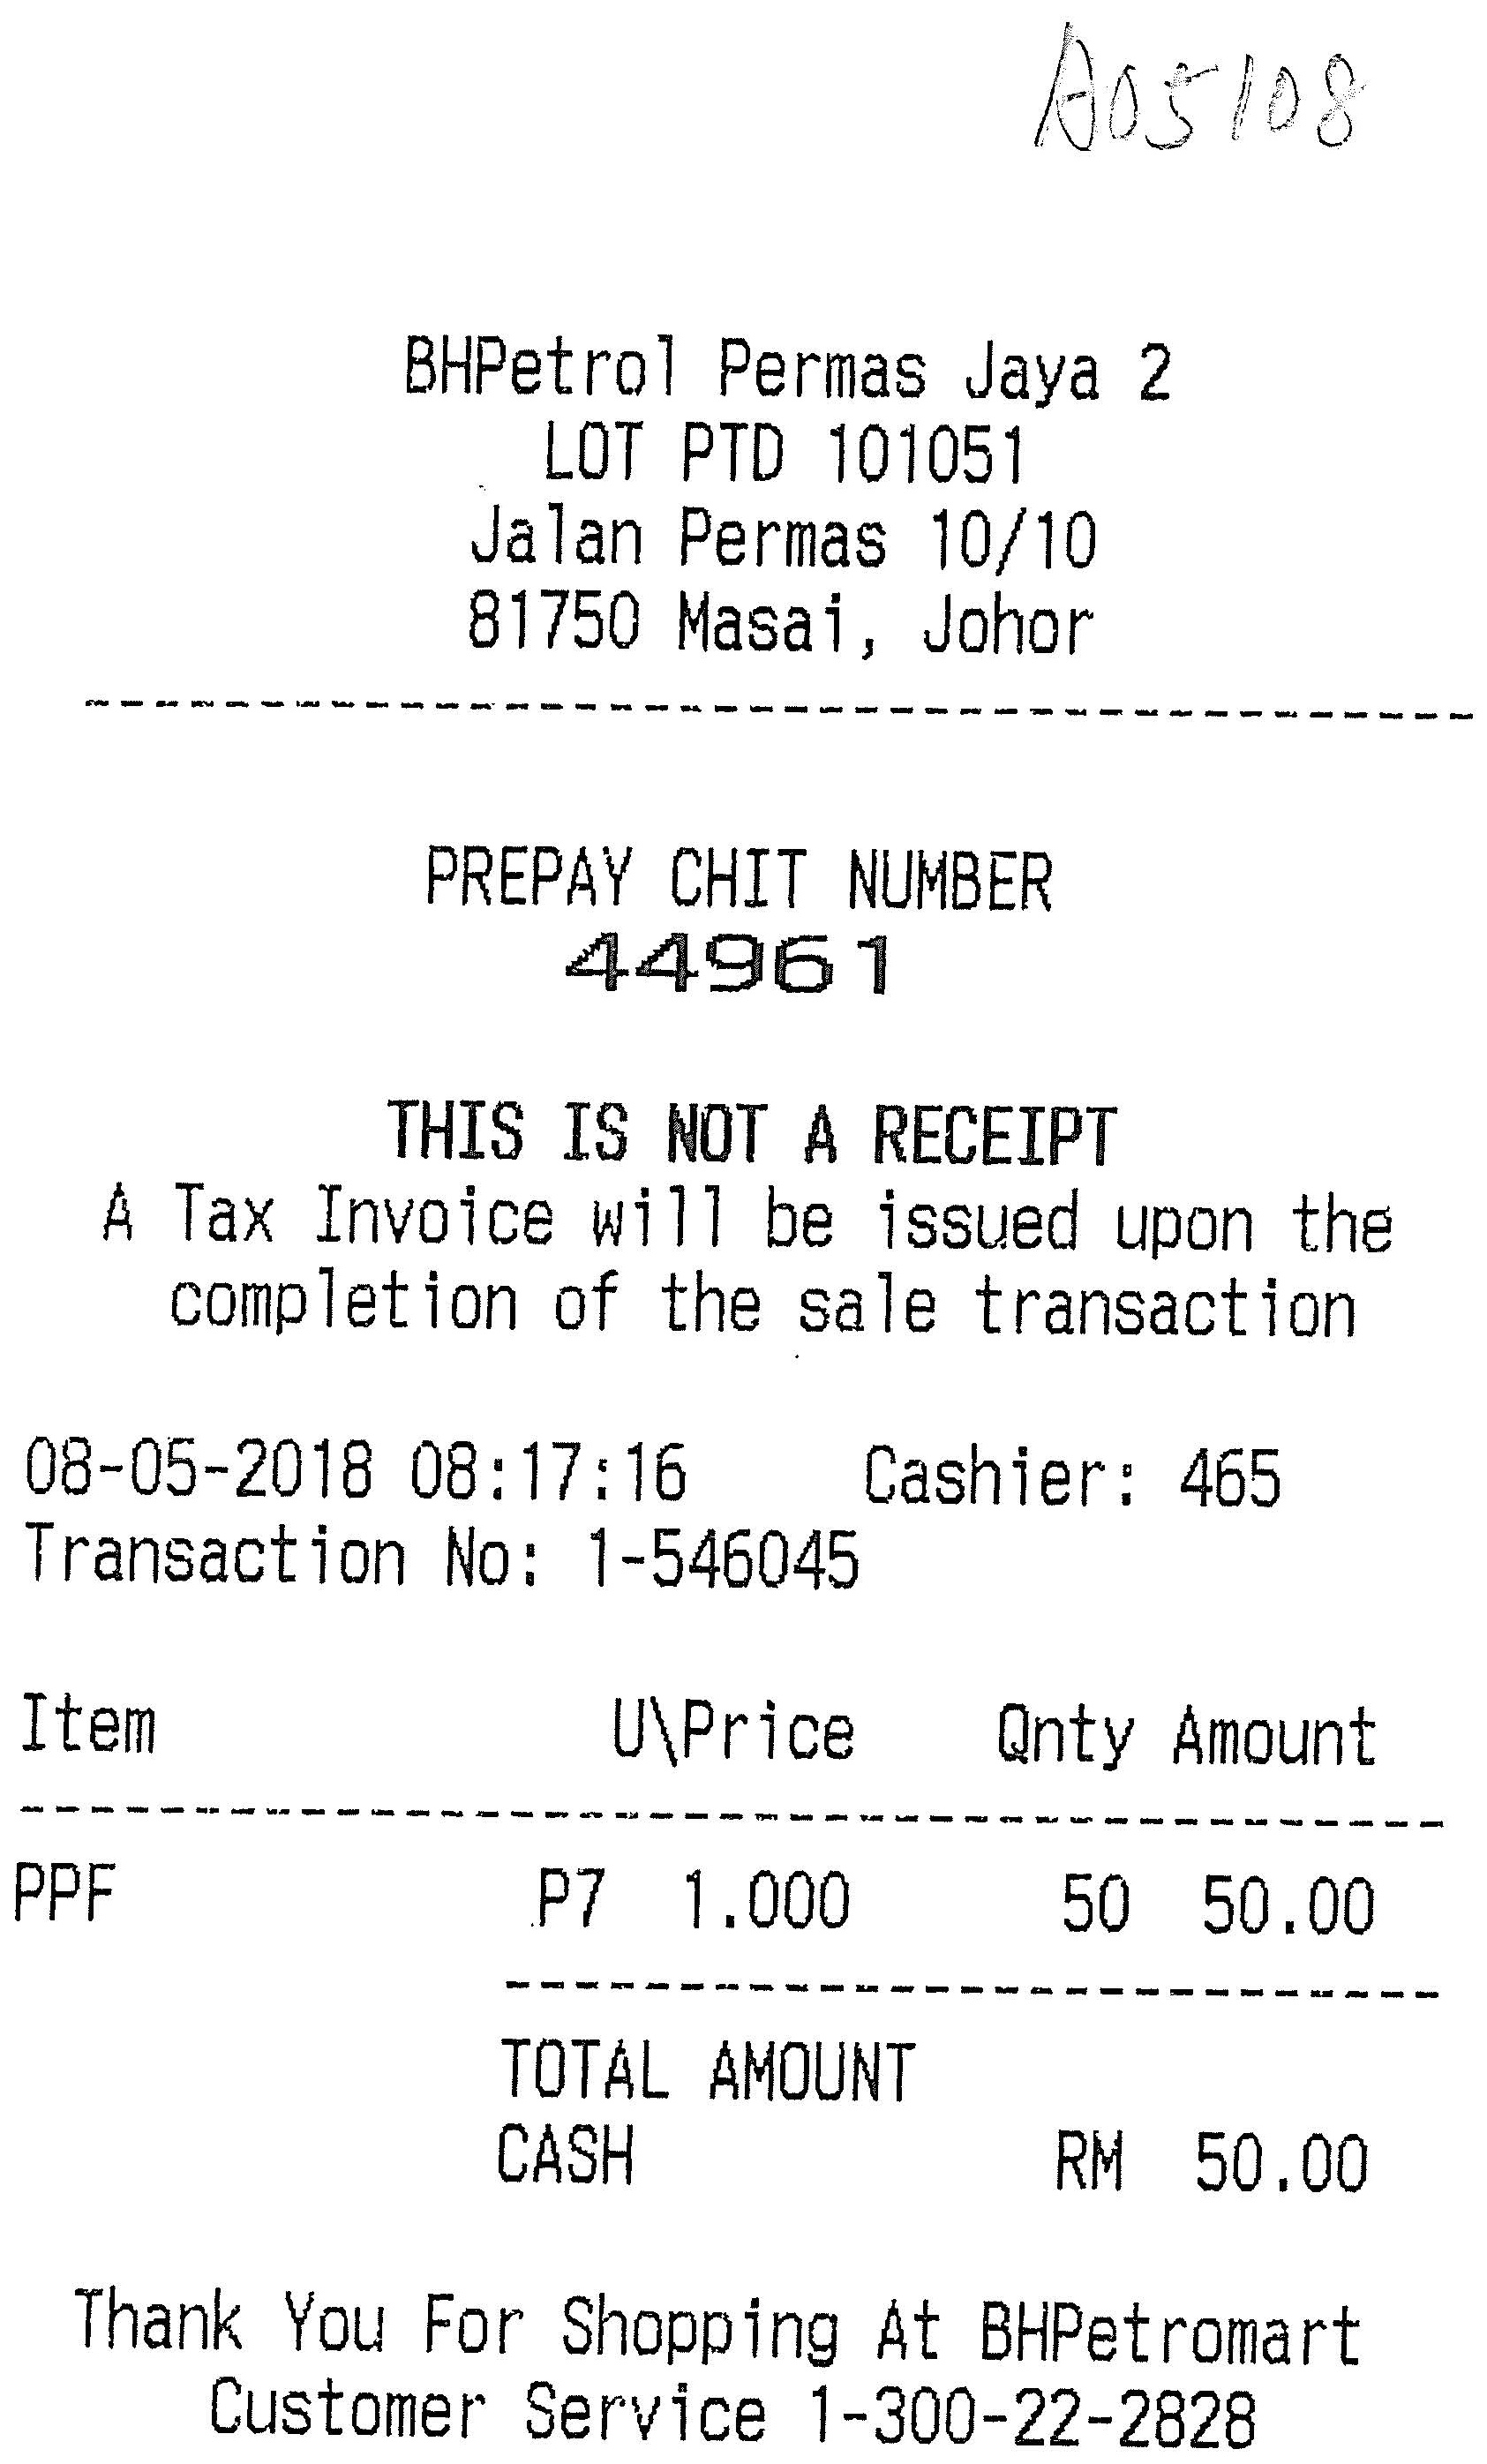 A05108
BHPetrol Permas Jaya 2
LOT PTD 101051
Jalan Permas 10/10
81750 Masai, Johor
PREPAY CHIT NUMBER
44961
THIS IS NOT A RECEIPT
A Tax Invoice will be issued upon the
completion of the sale transaction
08-05-2018 08:17:16 Cashier: 465
Transaction No: 1-546045
Item U\Price Qnty Amount
PPF P7 1.000 50 50.00
TOTAL AMOUNT
CASH RM 50.00
Thank You For Shopping At BHPetromart
Customer Service 1-300-22-2828